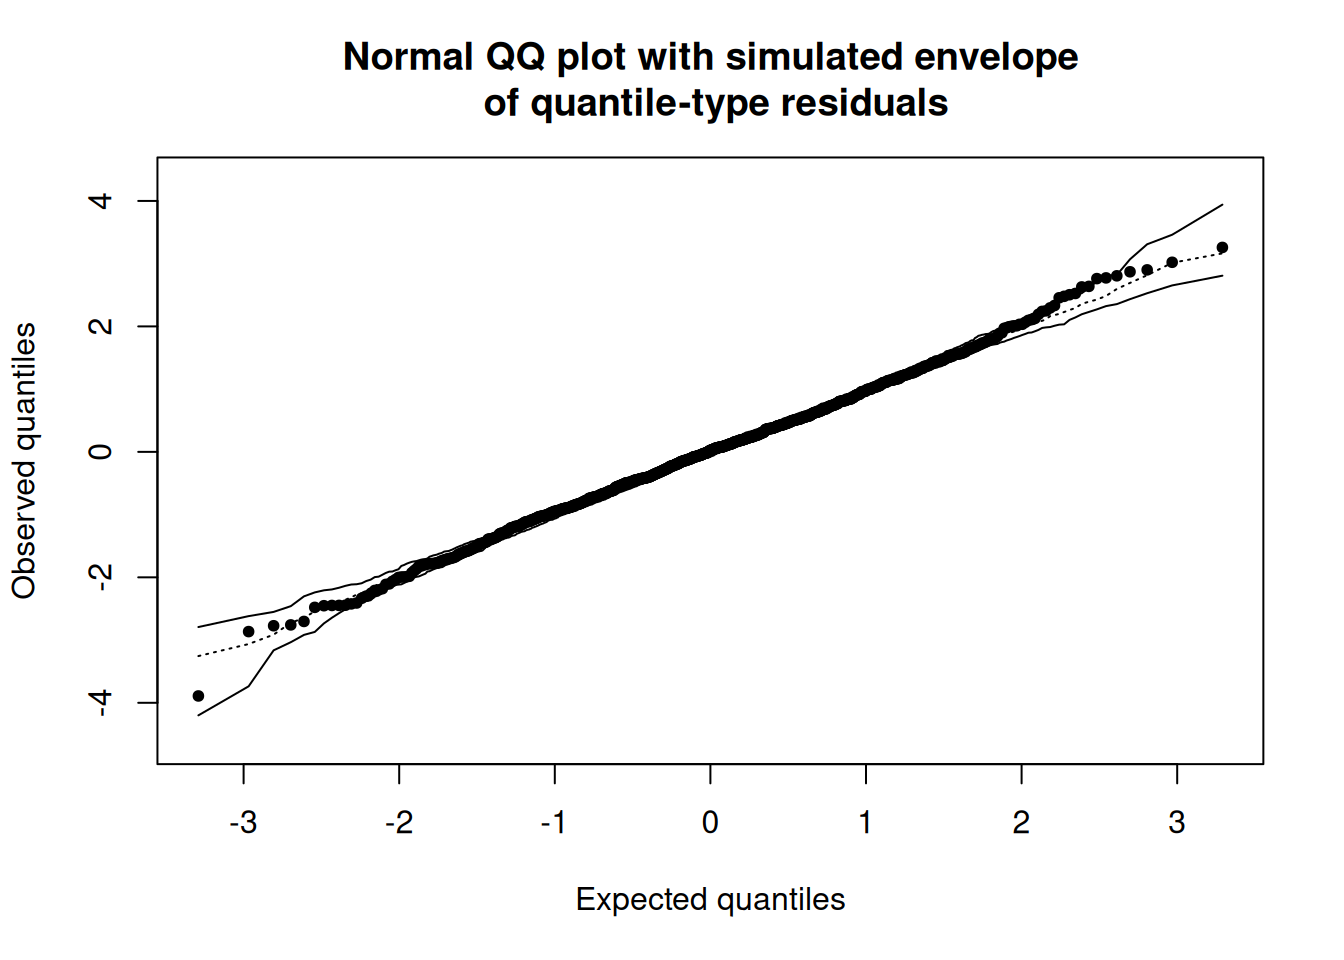 Normal QQ plot with simulated envelope
of quantile-type residuals
4
2
0
-2
-4
Observed quantiles
-3 -2 -1 0 1 2 3
Expected quantiles